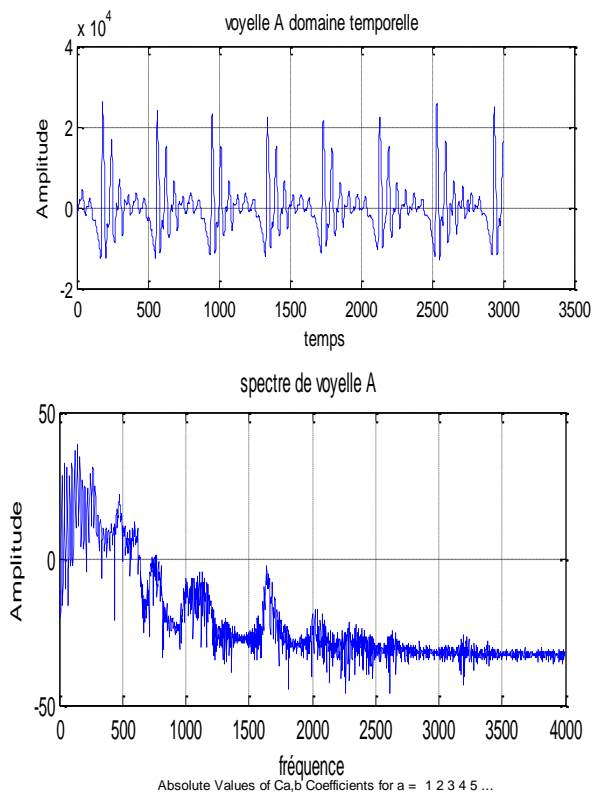 voyelle A domaine temporelle
x 10^4
4
2
0
-2
Amplitude
0 500 1000 1500 2000 2500 3000 3500
temps
spectre de voyelle A
50
0
-50
Amplitude
0 500 1000 1500 2000 2500 3000 3500 4000
fréquence
Absolute Values of Ca,b Coefficients for a = 1 2 3 4 5 ...